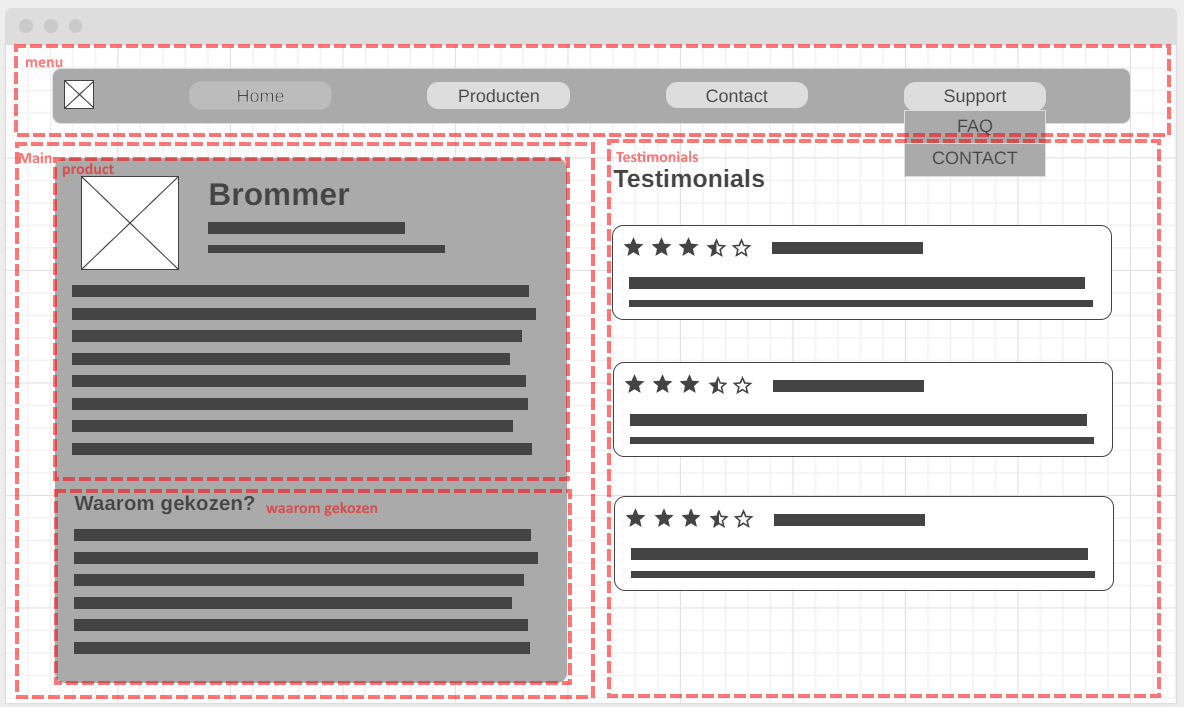 menu
Home
Producten
Contact
Support
FAQ
CONTACT
Main
product
Brommer
Waarom gekozen?
waarom gekozen
Testimonials
Testimonials